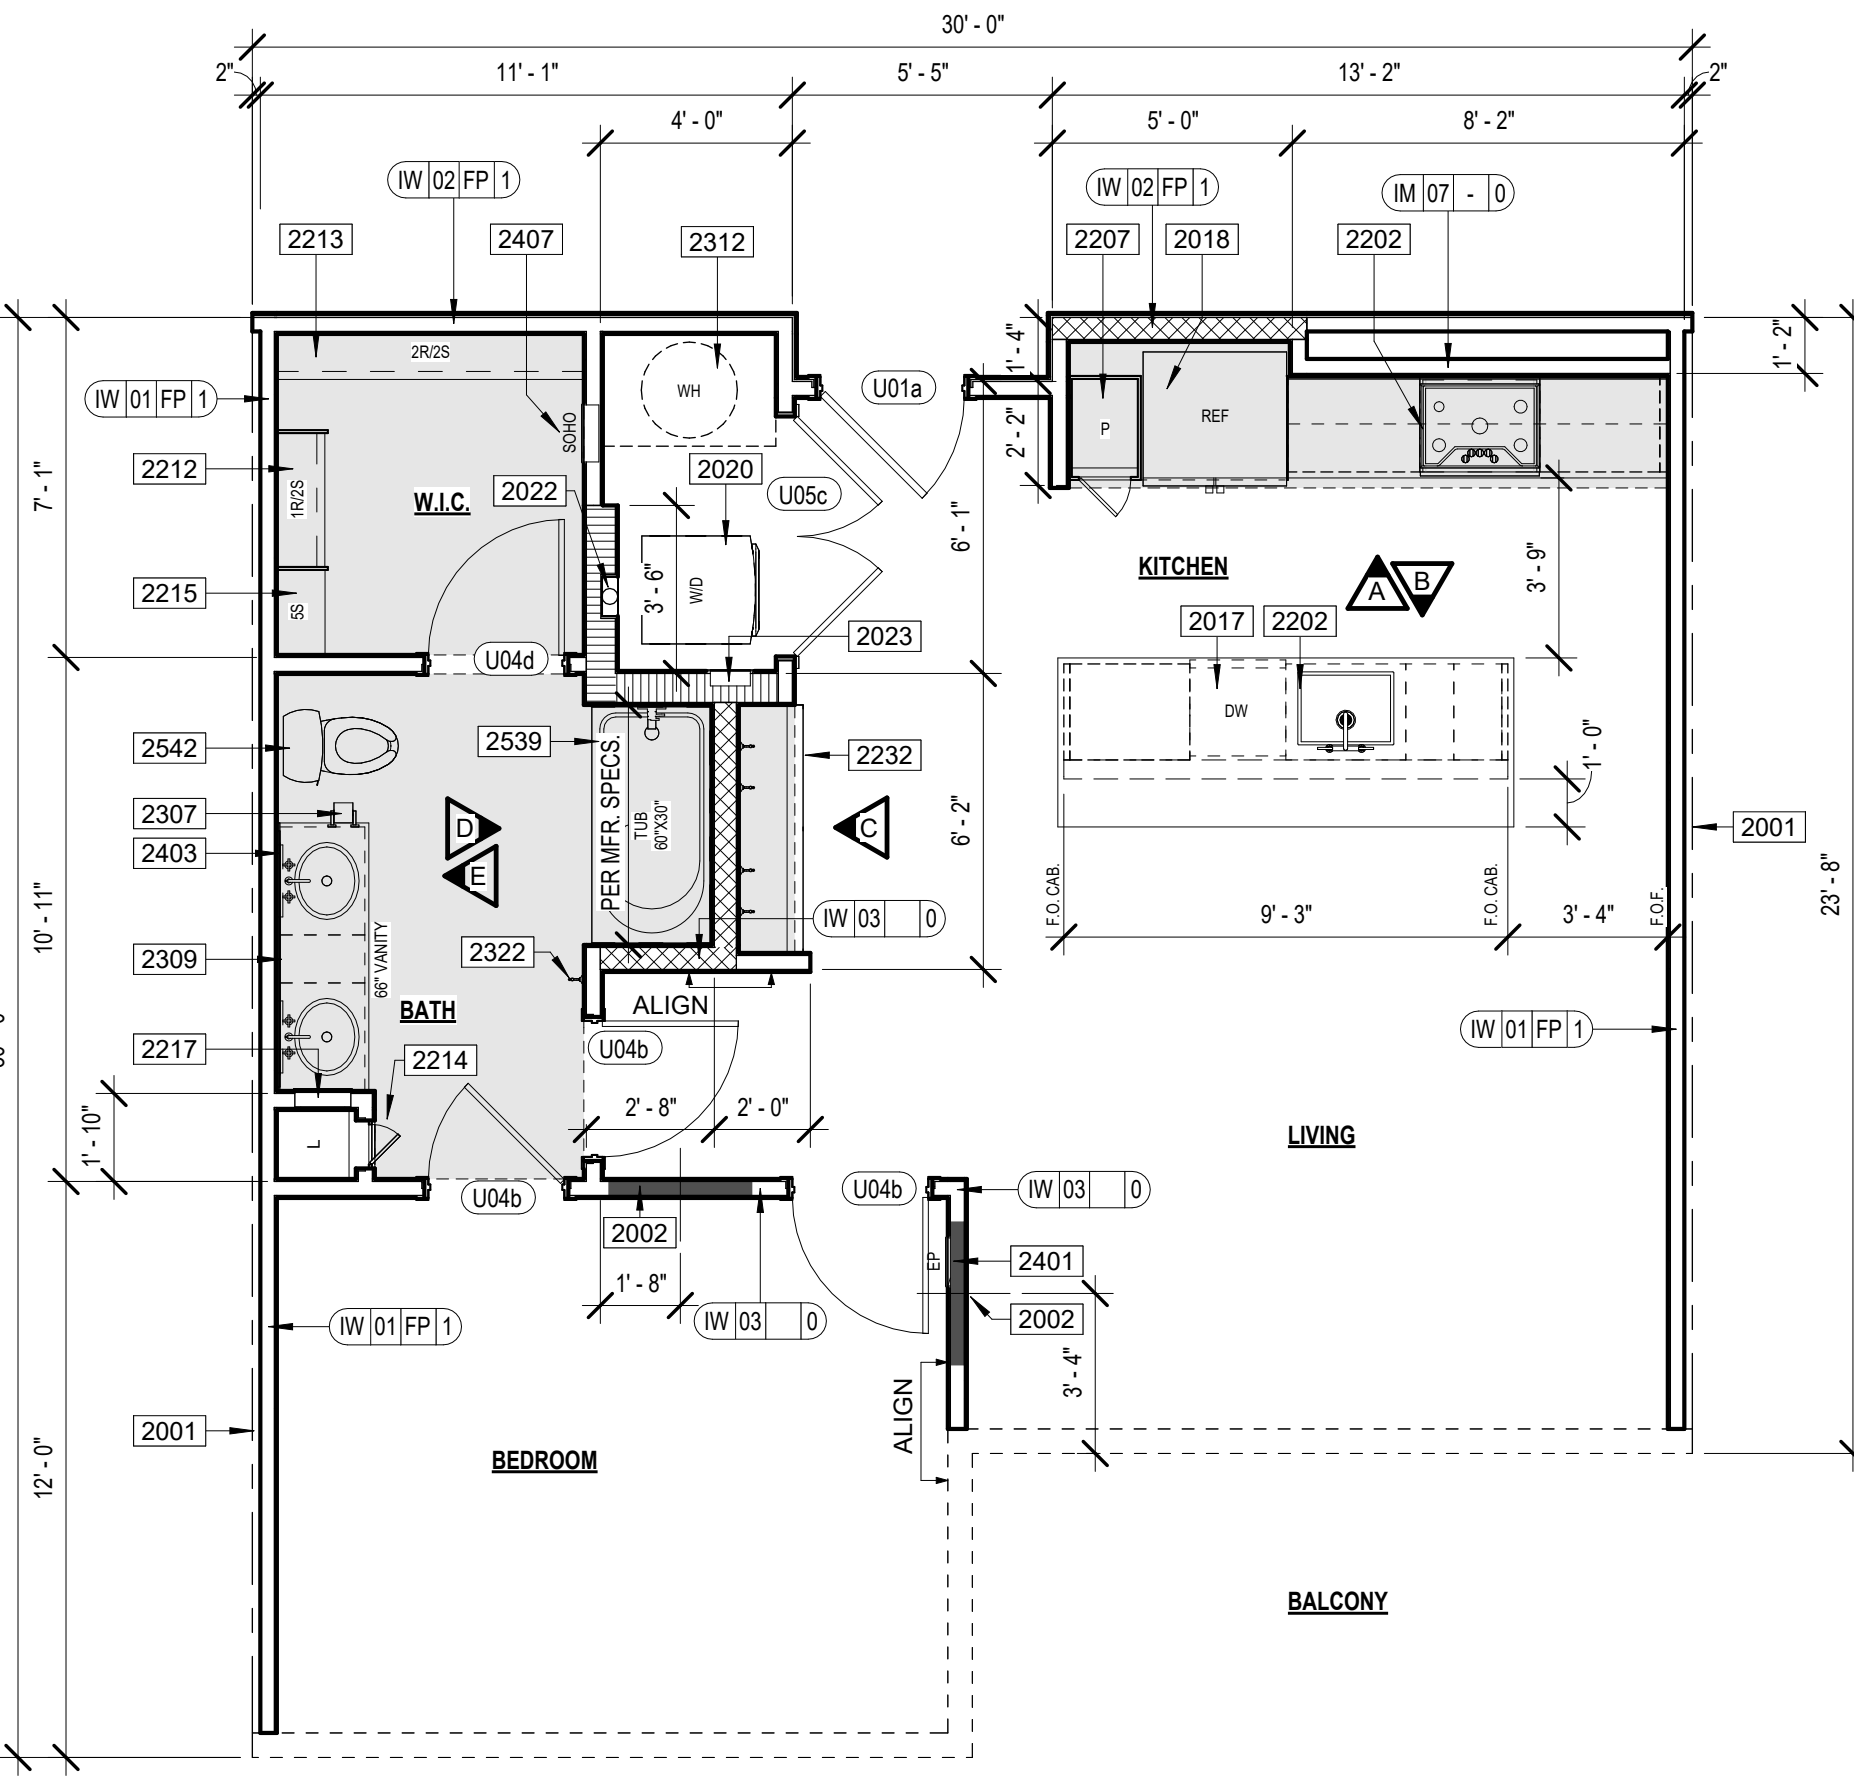 30' - 0"
2"
11' - 1"
5' - 5"
13' - 2"
2"
4' - 0"
5' - 0"
8' - 2"
IW 02 FP 1
IW 02 FP 1
IM 07 - 0
2213
2407
2312
2207
2018
2202
2R/2S
WH
U01a
1' - 4"
1' - 2"
IW 01 FP 1
SOHO
P
REF
2' - 2"
2212
1R/2S
W.I.C.
2022
2020
U05c
7' - 1"
6' - 1"
KITCHEN
A
B
3' - 9"
2215
5S
3' - 6"
W/D
2023
2017
2202
U04d
DW
2542
2539
2232
1' - 0"
2307
2403
D
E
PER MFR. SPECS.
TUB
60"X30"
C
6' - 2"
2001
23' - 8"
F.O. CAB.
F.O. CAB.
F.O.F.
9' - 3"
3' - 4"
10' - 11"
2309
66" VANITY
2322
IW 03 0
ALIGN
BATH
IW 01 FP 1
2217
2214
U04b
1' - 10"
2' - 8"
2' - 0"
L
LIVING
U04b
U04b
IW 03 0
2002
EP
2401
1' - 8"
IW 03 0
2002
IW 01 FP 1
3' - 4"
ALIGN
2001
12' - 0"
BEDROOM
BALCONY